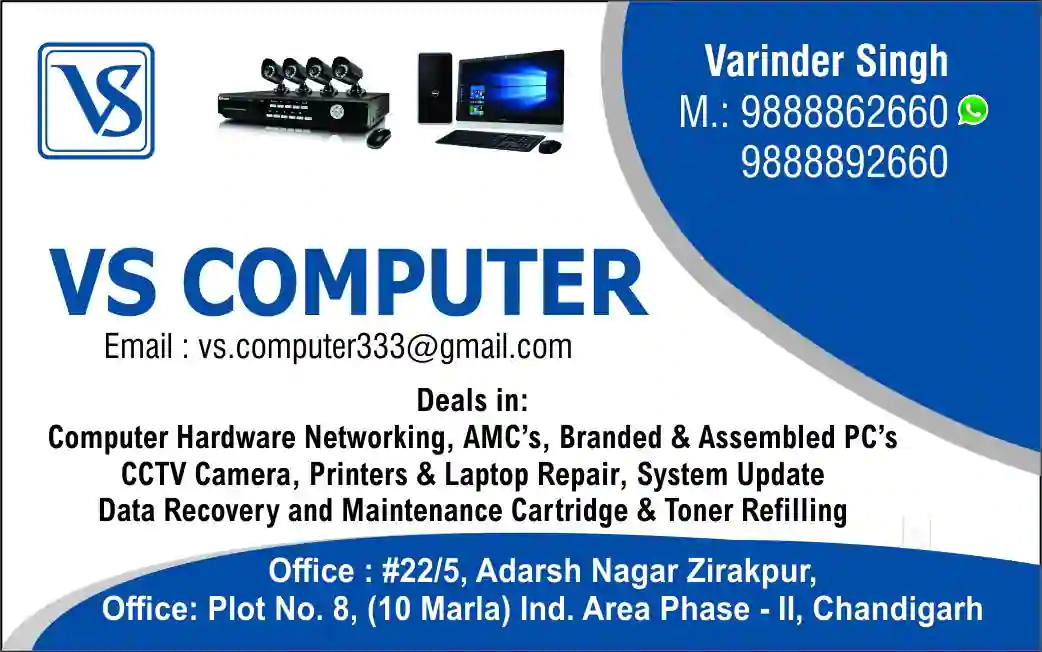 VS
Varinder Singh
M.: 9888862660
9888892660
VS COMPUTER
Email : vs.computer333@gmail.com
Deals in:
Computer Hardware Networking, AMC's, Branded & Assembled PC's
CCTV Camera, Printers & Laptop Repair, System Update
Data Recovery and Maintenance Cartridge & Toner Refilling
Office : #22/5, Adarsh Nagar Zirakpur,
Office: Plot No. 8, (10 Marla) Ind. Area Phase - II, Chandigarh